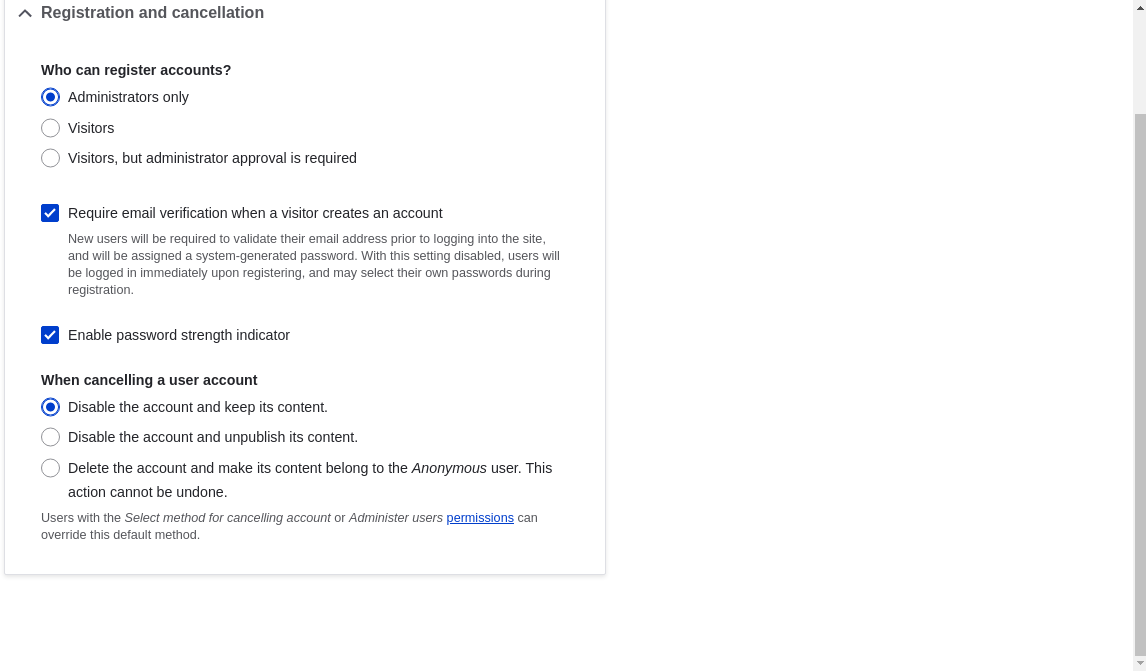 Registration and cancellation
Who can register accounts?
Administrators only
Visitors
Visitors, but administrator approval is required
Require email verification when a visitor creates an account
New users will be required to validate their email address prior to logging into the site,
and will be assigned a system-generated password. With this setting disabled, users will
be logged in immediately upon registering, and may select their own passwords during
registration.
Enable password strength indicator
When cancelling a user account
Disable the account and keep its content.
Disable the account and unpublish its content.
Delete the account and make its content belong to the Anonymous user. This
action cannot be undone.
Users with the Select method for cancelling account or Administer users permissions can
override this default method.